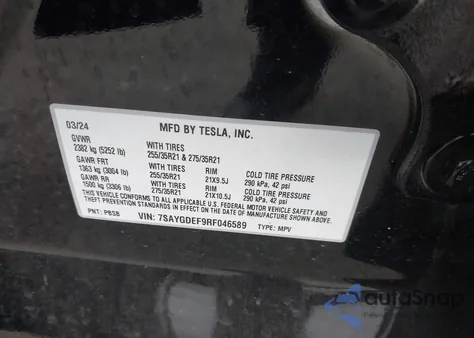 03/24 MFD BY TESLA, INC.
GVWR WITH TIRES
2382 kg (5252 lb) 255/35R21 & 275/35R21
GAWR FRT WITH TIRES RIM COLD TIRE PRESSURE
1363 kg (3004 lb) 255/35R21 21X9.5J 290 kPa, 42 psi
GAWR RR WITH TIRES RIM COLD TIRE PRESSURE
1500 kg (3306 lb) 275/35R21 21X10.5J 290 kPa, 42 psi
THIS VEHICLE CONFORMS TO ALL APPLICABLE U.S. FEDERAL MOTOR VEHICLE
SAFETY AND THEFT PREVENTION STANDARDS IN EFFECT ON THE DATE OF MANUFACTURE SHOWN ABOVE.
PNT: PBSB VIN: 7SAYGDEF9RF046589 TYPE: MPV
autoSnap